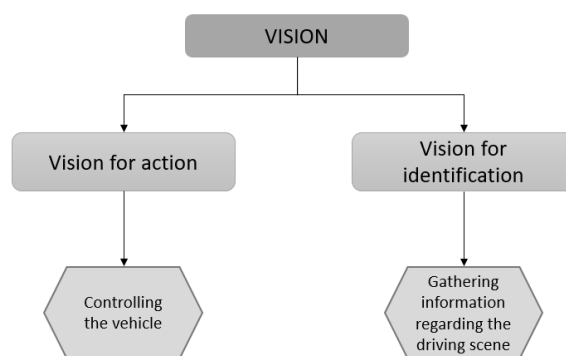 VISION
Vision for action
Vision for
identification
Controlling
the vehicle
Gathering
information
regarding the
driving scene